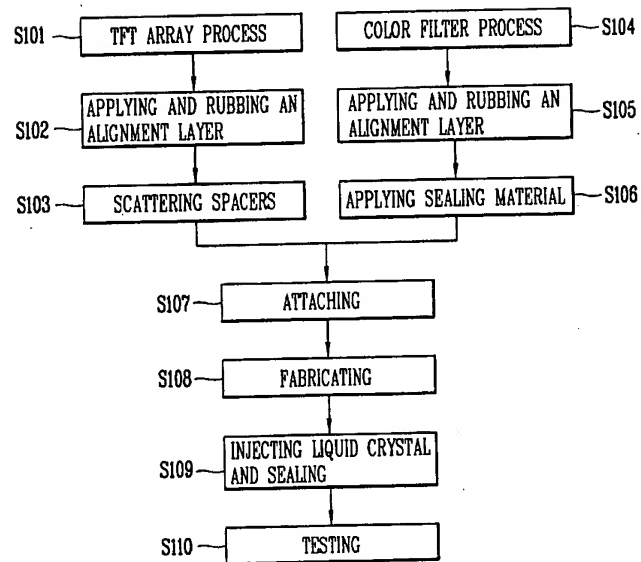 S101
TFT ARRAY PROCESS
COLOR FILTER PROCESS
S104
S102
APPLYING AND RUBBING AN
ALIGNMENT LAYER
APPLYING AND RUBBING AN
ALIGNMENT LAYER
S105
S103
SCATTERING SPACERS
APPLYING SEALING MATERIAL
S106
S107
ATTACHING
S108
FABRICATING
S109
INJECTING LIQUID CRYSTAL
AND SEALING
S110
TESTING